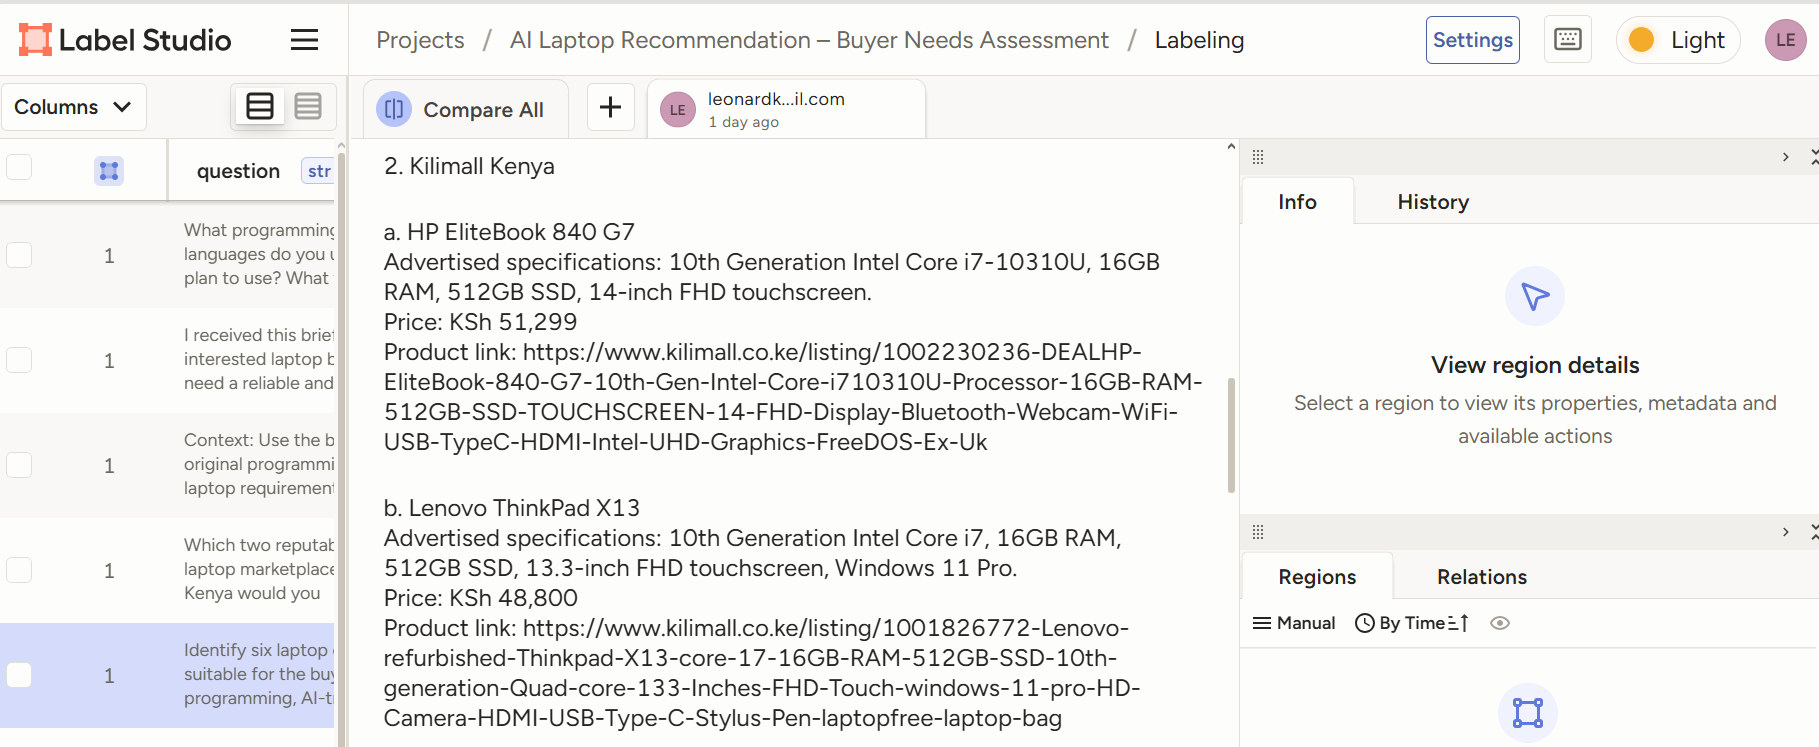 Label Studio
Projects / AI Laptop Recommendation – Buyer Needs Assessment / Labeling
Settings
Light
LE
Columns
Compare All
+
LE
leonardk...il.com
1 day ago
question
str
1
What programming
languages do you u
plan to use? What
1
I received this brief
interested laptop b
need a reliable and
1
Context: Use the b
original programmi
laptop requirement
1
Which two reputab
laptop marketplace
Kenya would you
1
Identify six laptop
suitable for the buy
programming, AI-t
2. Kilimall Kenya
a. HP EliteBook 840 G7
Advertised specifications: 10th Generation Intel Core i7-10310U, 16GB
RAM, 512GB SSD, 14-inch FHD touchscreen.
Price: KSh 51,299
Product link: https://www.kilimall.co.ke/listing/1002230236-DEALHP-
EliteBook-840-G7-10th-Gen-Intel-Core-i710310U-Processor-16GB-RAM-
512GB-SSD-TOUCHSCREEN-14-FHD-Display-Bluetooth-Webcam-WiFi-
USB-TypeC-HDMI-Intel-UHD-Graphics-FreeDOS-Ex-Uk
b. Lenovo ThinkPad X13
Advertised specifications: 10th Generation Intel Core i7, 16GB RAM,
512GB SSD, 13.3-inch FHD touchscreen, Windows 11 Pro.
Price: KSh 48,800
Product link: https://www.kilimall.co.ke/listing/1001826772-Lenovo-
refurbished-Thinkpad-X13-core-17-16GB-RAM-512GB-SSD-10th-
generation-Quad-core-133-Inches-FHD-Touch-windows-11-pro-HD-
Camera-HDMI-USB-Type-C-Stylus-Pen-laptopfree-laptop-bag
Info
History
View region details
Select a region to view its properties, metadata and
available actions
Regions
Relations
Manual
By Time